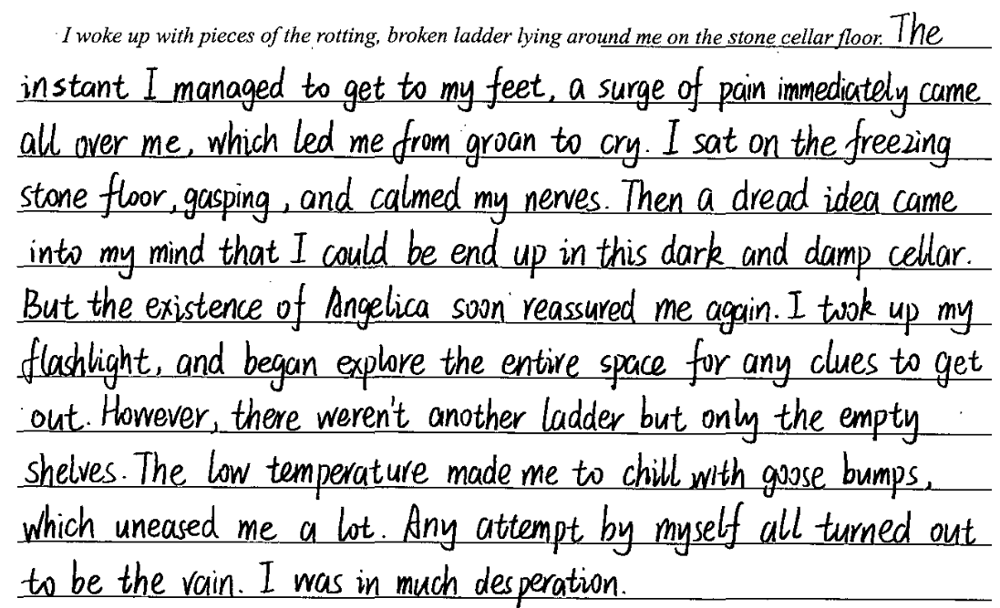 I woke up with pieces of the rotting, broken ladder lying around me on the stone cellar floor. The
instant I managed to get to my feet, a surge of pain immediately came
all over me, which led me from groan to cry. I sat on the freezing
stone floor, gasping, and calmed my nerves. Then a dread idea came
into my mind that I could be end up in this dark and damp cellar.
But the existence of Angelica soon reassured me again. I took up my
flashlight, and began explore the entire space for any clues to get
out. However, there weren't another ladder but only the empty
shelves. The low temperature made me to chill with goose bumps,
which uneased me a lot. Any attempt by myself all turned out
to be the vain. I was in much desperation.